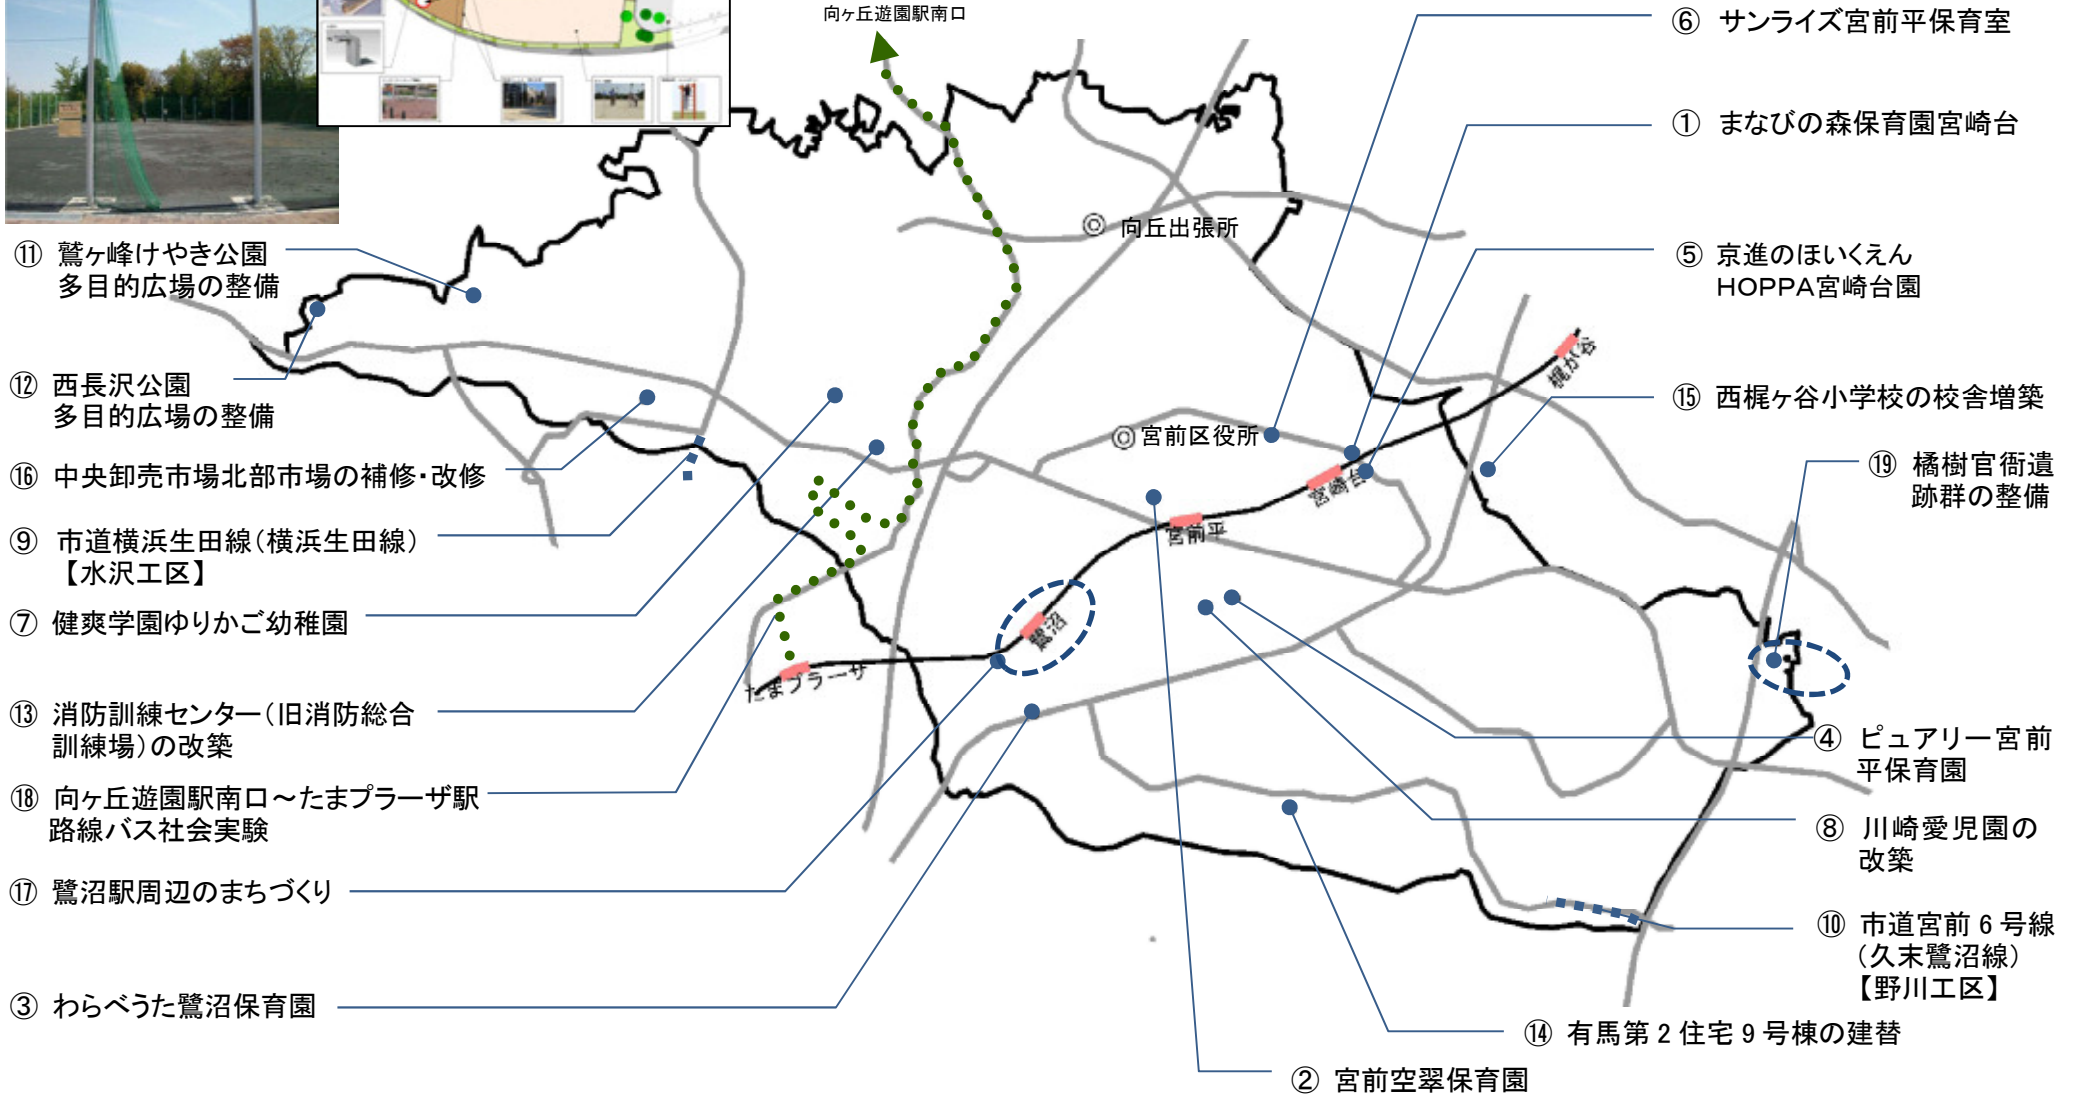 向ヶ丘遊園駅南口
⑥ サンライズ宮前平保育室
① まなびの森保育園宮崎台
向丘出張所
⑪ 鷲ヶ峰けやき公園
多目的広場の整備
⑤ 京進のほいくえん
HOPPA宮崎台園
梶が谷
⑫ 西長沢公園
多目的広場の整備
⑮ 西梶ヶ谷小学校の校舎増築
宮前区役所
⑯ 中央卸売市場北部市場の補修・改修
宮崎台
⑲ 橘樹官衙遺
跡群の整備
宮前平
⑨ 市道横浜生田線(横浜生田線)
【水沢工区】
⑦ 健爽学園ゆりかご幼稚園
鷺沼
たまプラーザ
⑬ 消防訓練センター(旧消防総合
訓練場)の改築
④ ピュアリー宮前
平保育園
⑱ 向ヶ丘遊園駅南口～たまプラーザ駅
路線バス社会実験
⑧ 川崎愛児園の
改築
⑰ 鷺沼駅周辺のまちづくり
⑩ 市道宮前6号線
(久末鷺沼線)
【野川工区】
③ わらべうた鷺沼保育園
⑭ 有馬第2住宅9号棟の建替
② 宮前空翠保育園